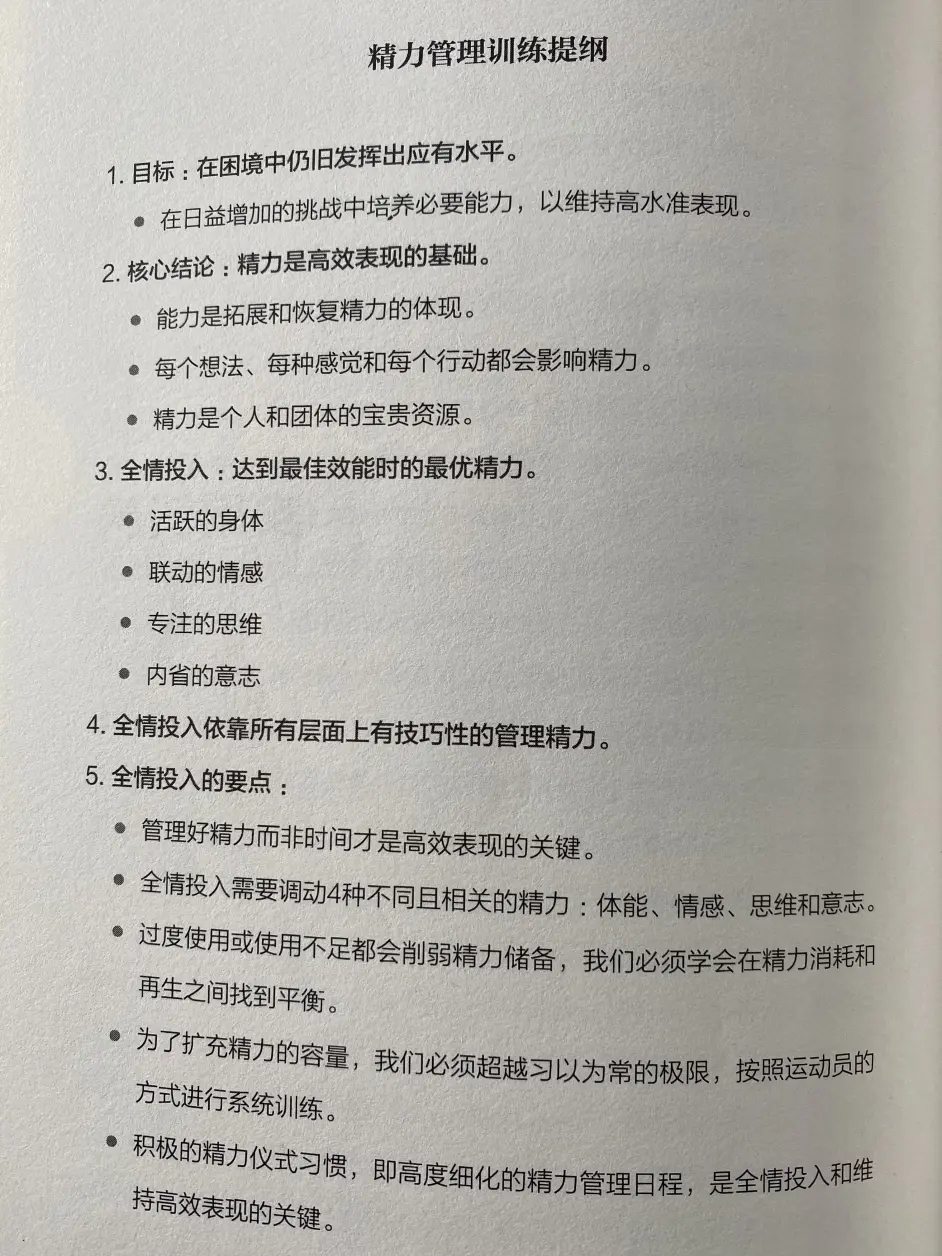 精力管理训练提纲
1. 目标：在困境中仍旧发挥出应有水平。
● 在日益增加的挑战中培养必要能力，以维持高水准表现。
2. 核心结论：精力是高效表现的基础。
● 能力是拓展和恢复精力的体现。
● 每个想法、每种感觉和每个行动都会影响精力。
● 精力是个人和团体的宝贵资源。
3. 全情投入：达到最佳效能时的最优精力。
● 活跃的身体
● 联动的情感
● 专注的思维
● 内省的意志
4. 全情投入依靠所有层面上有技巧性的管理精力。
5. 全情投入的要点：
● 管理好精力而非时间才是高效表现的关键。
● 全情投入需要调动4种不同且相关的精力：体能、情感、思维和意志。
● 过度使用或使用不足都会削弱精力储备，我们必须学会在精力消耗和
再生之间找到平衡。
● 为了扩充精力的容量，我们必须超越习以为常的极限，按照运动员的
方式进行系统训练。
● 积极的精力仪式习惯，即高度细化的精力管理日程，是全情投入和维
持高效表现的关键。